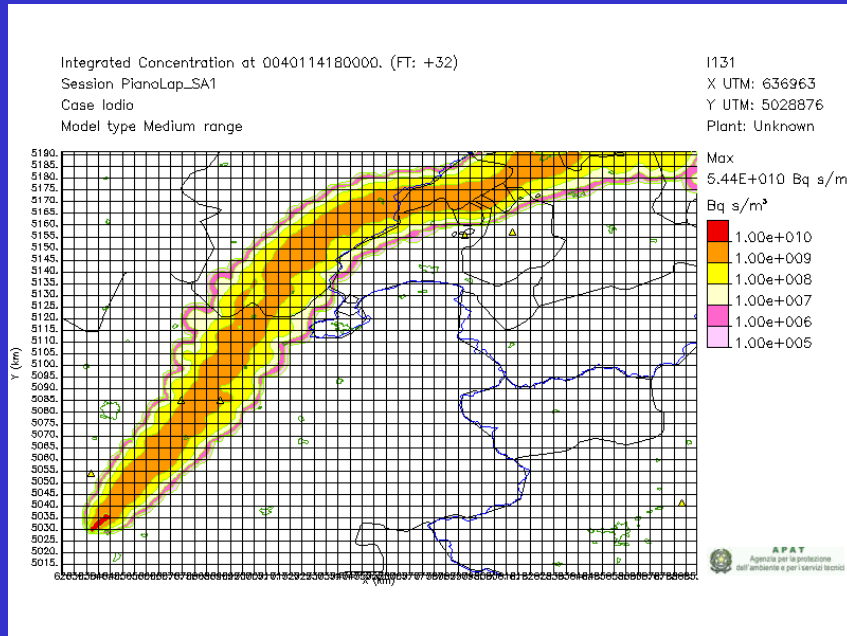 Integrated Concentration at 0040114180000. (FT: +32)
Session PianoLap_SA1
Case Iodio
Model type Medium range
I131
X UTM: 636963
Y UTM: 5028876
Plant: Unknown
Max
5.44E+010 Bq s/m
Bq s/m³
1.00e+010
1.00e+009
1.00e+008
1.00e+007
1.00e+006
1.00e+005
5190.
5185.
5180.
5175.
5170.
5165.
5160.
5155.
5150.
5145.
5140.
5135.
5130.
5125.
5120.
5115.
5110.
5105.
5100.
5095.
5090.
5085.
5080.
5075.
5070.
5065.
5060.
5055.
5050.
5045.
5040.
5035.
5030.
5025.
5020.
5015.
Y (km)
X (km)
APAT
Agenzia per la protezione
dell'ambiente e per i servizi tecnici